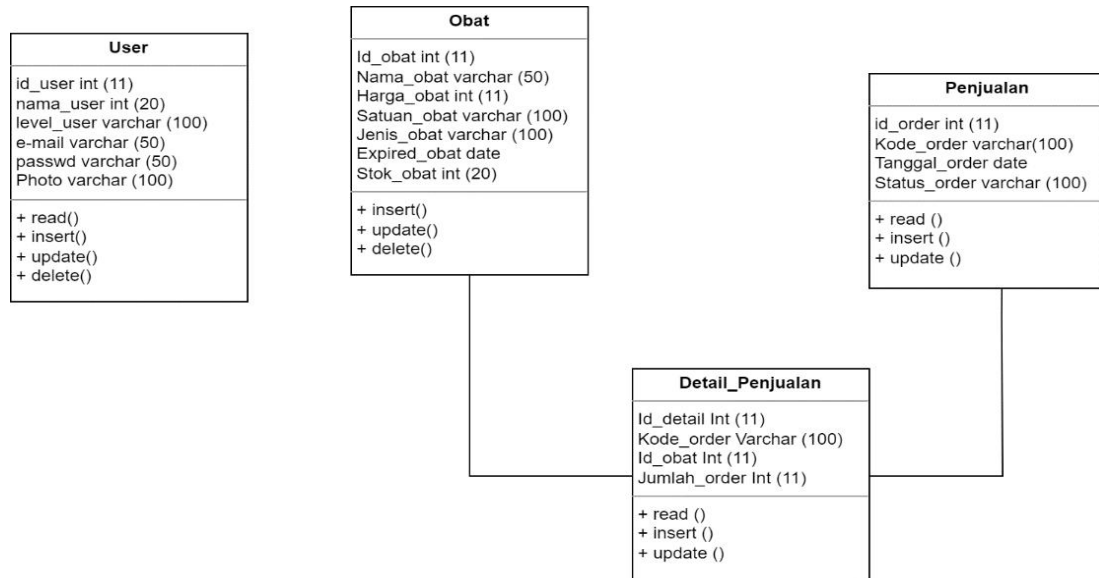 User
id_user int (11)
nama_user int (20)
level_user varchar (100)
e-mail varchar (50)
passwd varchar (50)
Photo varchar (100)
+ read()
+ insert()
+ update()
+ delete()
Obat
Id_obat int (11)
Nama_obat varchar (50)
Harga_obat int (11)
Satuan_obat varchar (100)
Jenis_obat varchar (100)
Expired_obat date
Stok_obat int (20)
+ insert()
+ update()
+ delete()
Penjualan
id_order int (11)
Kode_order varchar(100)
Tanggal_order date
Status_order varchar (100)
+ read ()
+ insert ()
+ update ()
Detail_Penjualan
Id_detail Int (11)
Kode_order Varchar (100)
Id_obat Int (11)
Jumlah_order Int (11)
+ read ()
+ insert ()
+ update ()